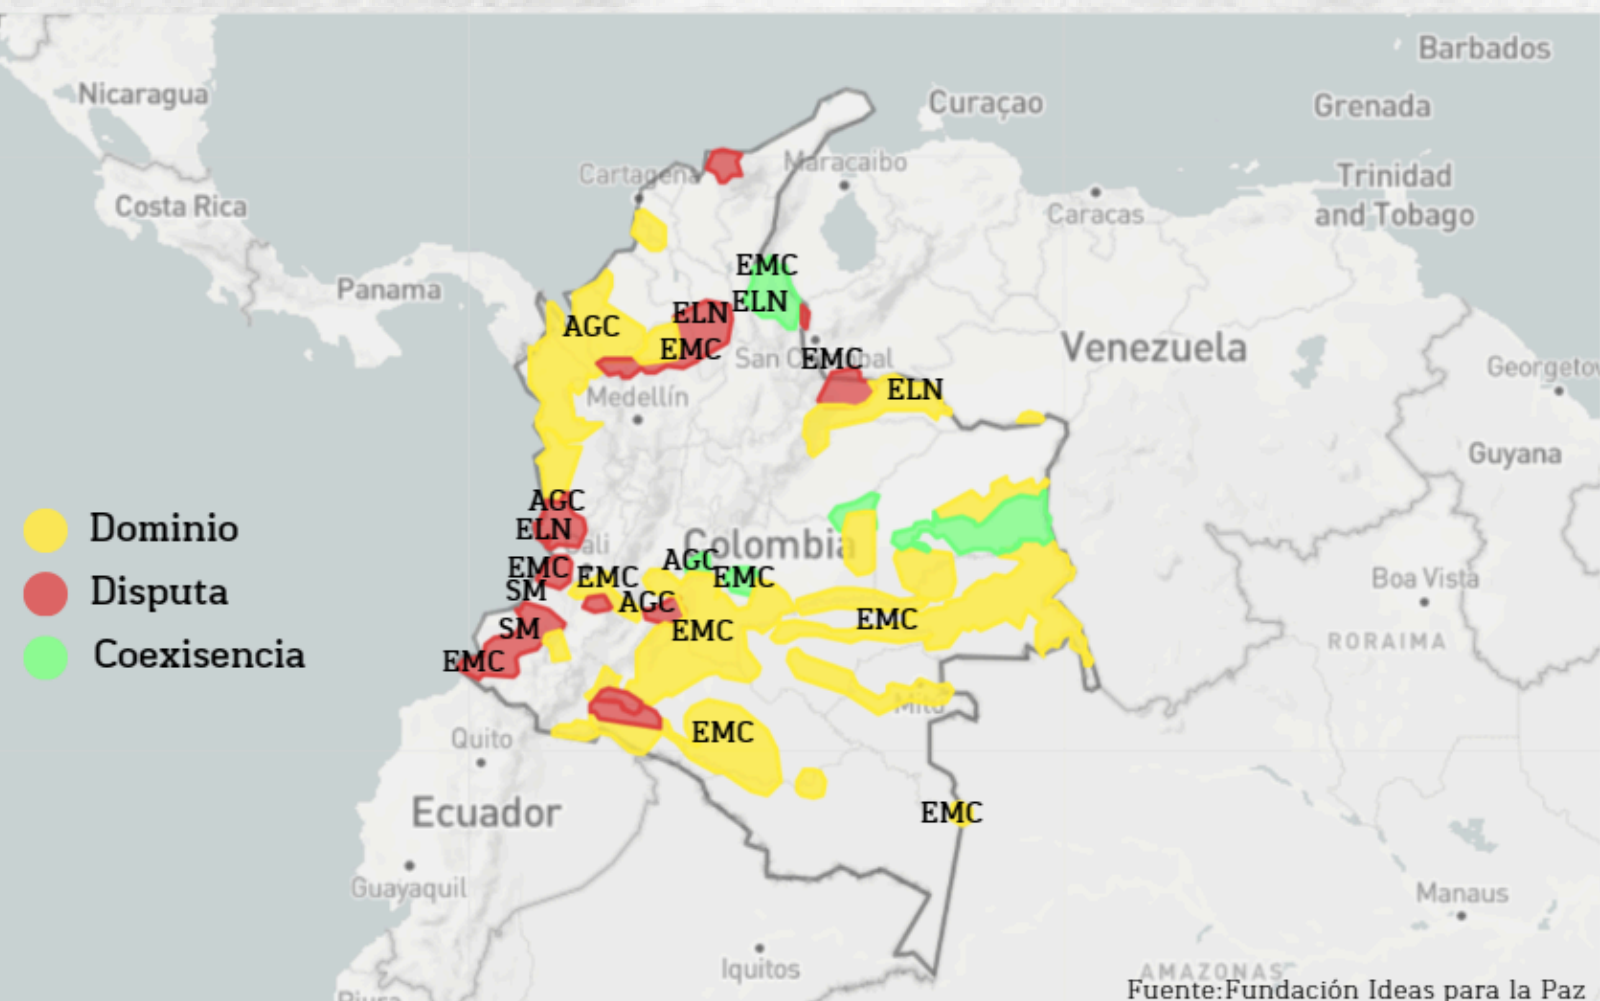 Barbados
Nicaragua
Curaçao
Grenada
Cartagena
Maracaibo
Trinidad
and Tobago
Costa Rica
Caracas
EMC
Panama
ELN
ELN
AGC
EMC
San
EMC
Venezuela
Georgetow
ELN
Medellín
Guyana
AGC
Dominio
ELN
Cali
Colombia
AGC
EMC
EMC
EMC
Boa Vista
Disputa
SM
AGC
EMC
EMC
SM
RORAIMA
Coexisencia
EMC
Mitú
EMC
Quito
Ecuador
EMC
Guayaquil
Manaus
Iquitos
AMAZONAS
Fuente:Fundación Ideas para la Paz